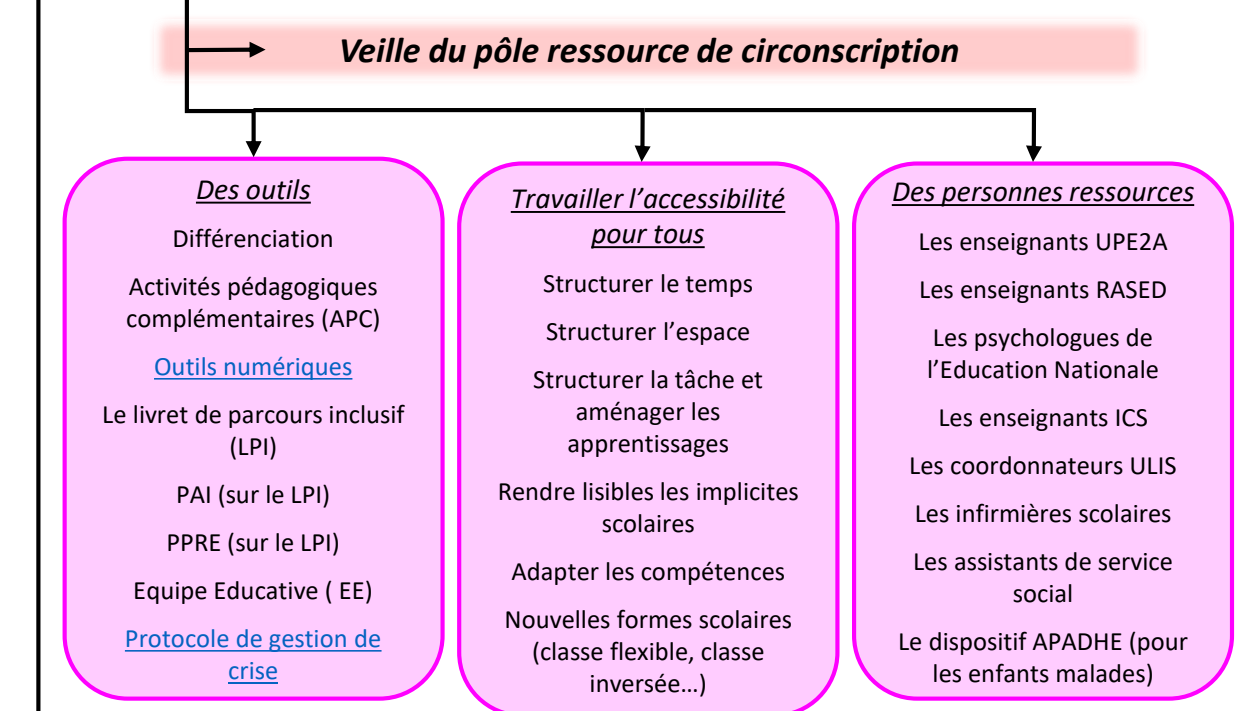 Veille du pôle ressource de circonscription
Des outils
Différenciation
Activités pédagogiques
complémentaires (APC)
Outils numériques
Le livret de parcours inclusif
(LPI)
PAI (sur le LPI)
PPRE (sur le LPI)
Equipe Educative ( EE)
Protocole de gestion de
crise
Travailler l’accessibilité
pour tous
Structurer le temps
Structurer l’espace
Structurer la tâche et
aménager les
apprentissages
Rendre lisibles les implicites
scolaires
Adapter les compétences
Nouvelles formes scolaires
(classe flexible, classe
inversée…)
Des personnes ressources
Les enseignants UPE2A
Les enseignants RASED
Les psychologues de
l’Education Nationale
Les enseignants ICS
Les coordonnateurs ULIS
Les infirmières scolaires
Les assistants de service
social
Le dispositif APADHE (pour
les enfants malades)